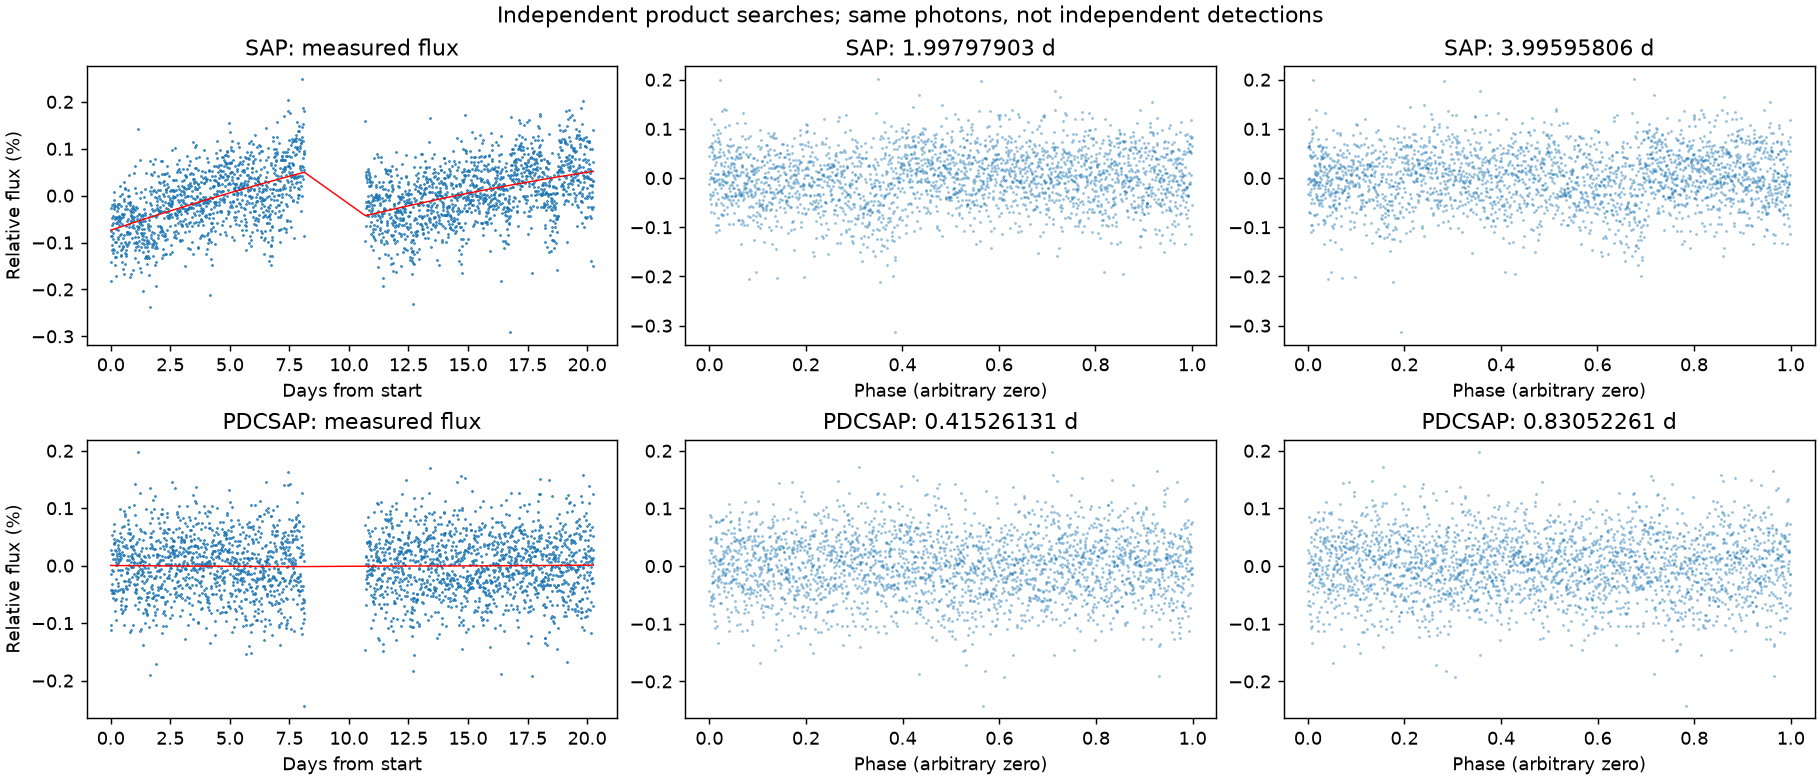 Independent product searches; same photons, not independent detections
SAP: measured flux
SAP: 1.99797903 d
SAP: 3.99595806 d
Relative flux (%)
0.2
0.1
0.0
−0.1
−0.2
−0.3
0.2
0.1
0.0
−0.1
−0.2
−0.3
0.2
0.1
0.0
−0.1
−0.2
−0.3
0.0 2.5 5.0 7.5 10.0 12.5 15.0 17.5 20.0
0.0 0.2 0.4 0.6 0.8 1.0
0.0 0.2 0.4 0.6 0.8 1.0
Days from start
Phase (arbitrary zero)
Phase (arbitrary zero)
PDCSAP: measured flux
PDCSAP: 0.41526131 d
PDCSAP: 0.83052261 d
Relative flux (%)
0.2
0.1
0.0
−0.1
−0.2
0.2
0.1
0.0
−0.1
−0.2
0.2
0.1
0.0
−0.1
−0.2
0.0 2.5 5.0 7.5 10.0 12.5 15.0 17.5 20.0
0.0 0.2 0.4 0.6 0.8 1.0
0.0 0.2 0.4 0.6 0.8 1.0
Days from start
Phase (arbitrary zero)
Phase (arbitrary zero)